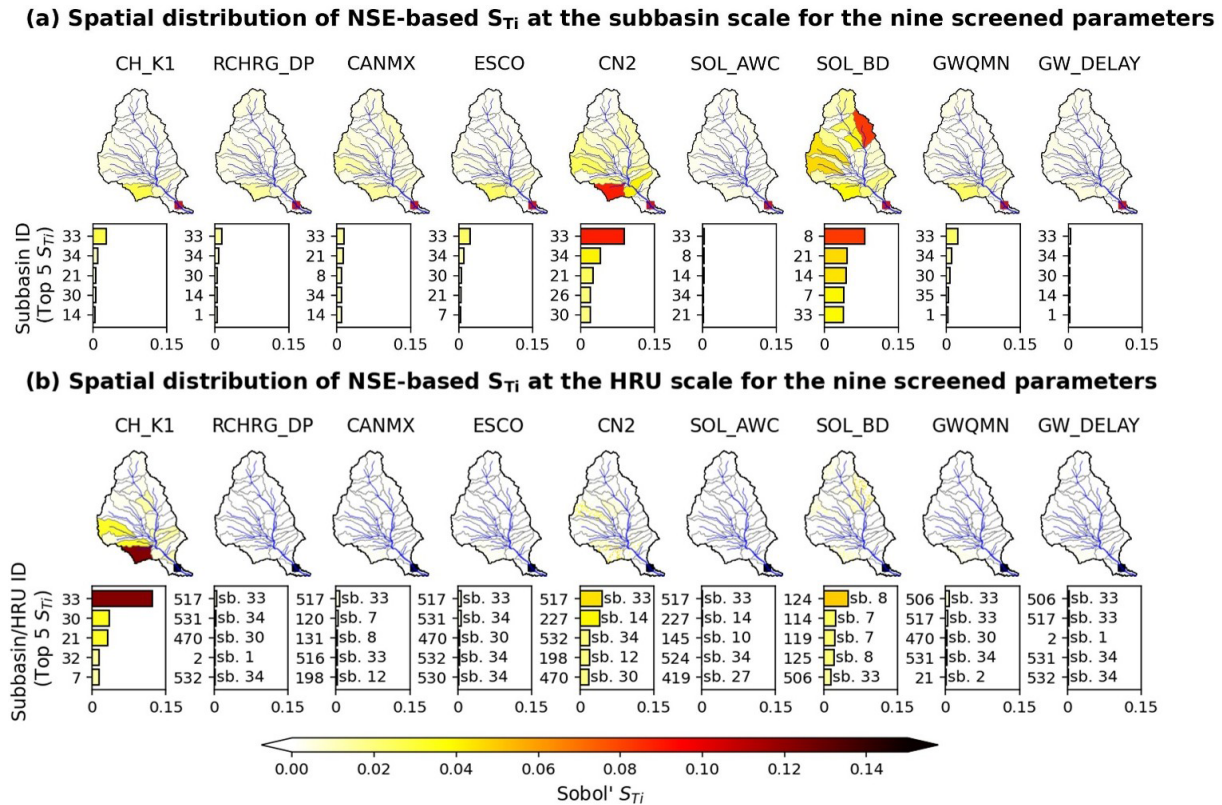 (a) Spatial distribution of NSE-based S_Ti at the subbasin scale for the nine screened parameters
CH_K1 RCHRG_DP CANMX ESCO CN2 SOL_AWC SOL_BD GWQMN GW_DELAY
Subbasin ID
(Top 5 S_Ti)
33 33 33 33 33 33 8 33 33
34 34 21 34 34 8 21 34 34
21 30 8 30 21 14 14 30 30
30 14 34 21 26 34 7 35 14
14 1 14 7 30 21 33 1 1
0 0.15 0 0.15 0 0.15 0 0.15 0 0.15 0 0.15 0 0.15 0 0.15 0 0.15
(b) Spatial distribution of NSE-based S_Ti at the HRU scale for the nine screened parameters
CH_K1 RCHRG_DP CANMX ESCO CN2 SOL_AWC SOL_BD GWQMN GW_DELAY
Subbasin/HRU ID
(Top 5 S_Ti)
33 517 sb. 33 517 sb. 33 517 sb. 33 517 sb. 33 517 sb. 33 124 sb. 8 506 sb. 33 506 sb. 33
30 531 sb. 34 120 sb. 7 531 sb. 34 227 sb. 14 227 sb. 14 114 sb. 7 517 sb. 33 517 sb. 33
21 470 sb. 30 131 sb. 8 470 sb. 30 532 sb. 34 145 sb. 10 119 sb. 7 470 sb. 30 2 sb. 1
32 2 sb. 1 516 sb. 33 532 sb. 34 198 sb. 12 524 sb. 34 125 sb. 8 531 sb. 34 531 sb. 34
7 532 sb. 34 198 sb. 12 530 sb. 34 470 sb. 30 419 sb. 27 506 sb. 33 21 sb. 2 532 sb. 34
0 0.15 0 0.15 0 0.15 0 0.15 0 0.15 0 0.15 0 0.15 0 0.15 0 0.15
0.00 0.02 0.04 0.06 0.08 0.10 0.12 0.14
Sobol' S_Ti